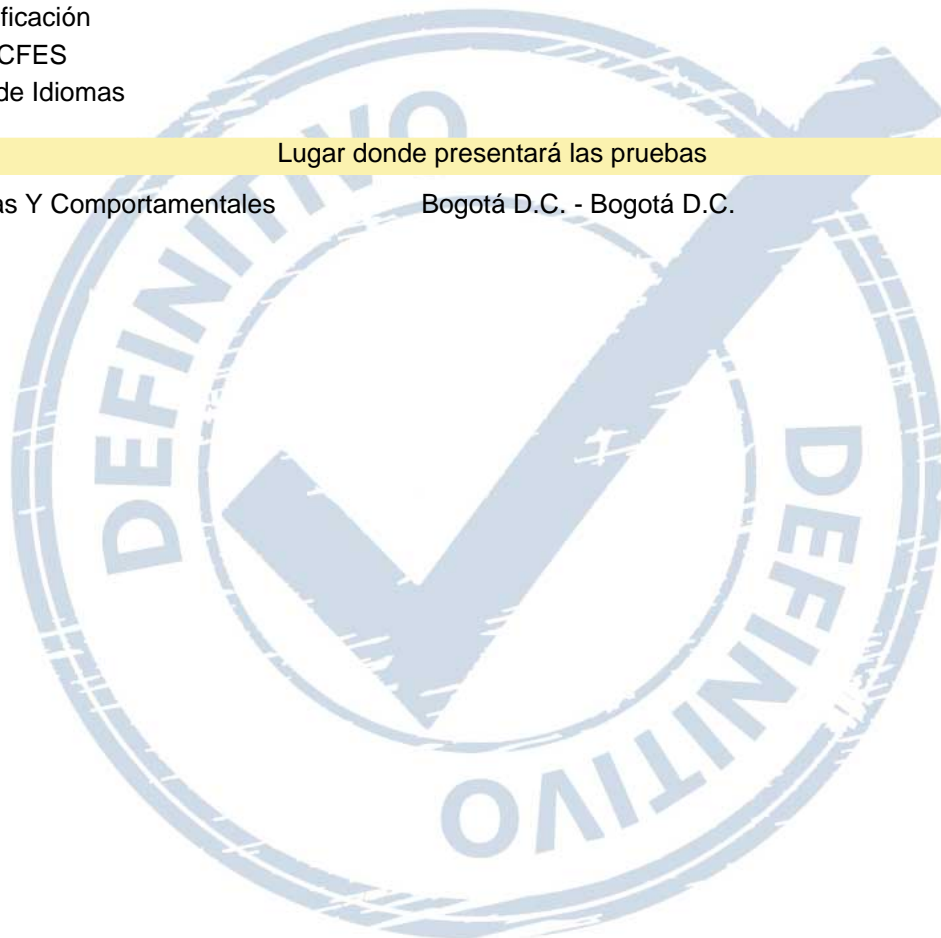 ficación
CFES
de Idiomas
Lugar donde presentará las pruebas
as Y Comportamentales Bogotá D.C. - Bogotá D.C.
DEFINITIVO
DEFINITIVO